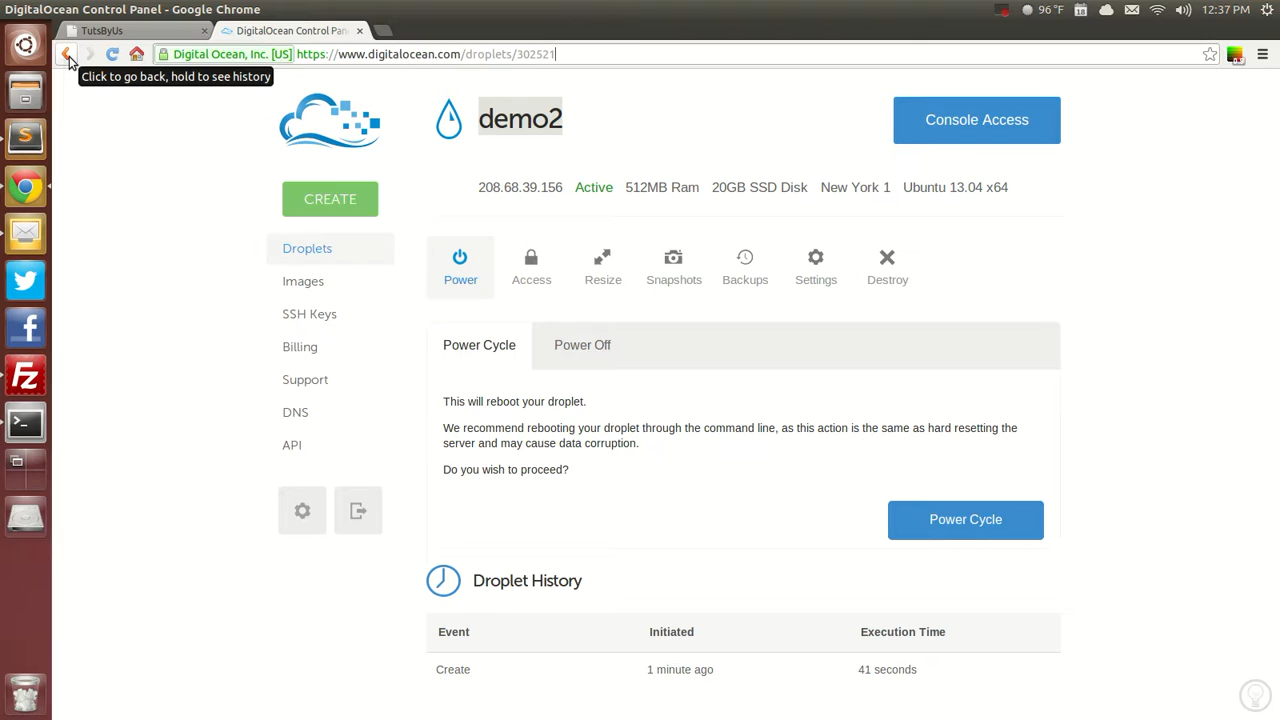 DigitalOcean Control Panel - Google Chrome
96 °F
18
12:37 PM
TutsByUs
DigitalOcean Control Pan
Digital Ocean, Inc. [US]
https://www.digitalocean.com/droplets/302521
Click to go back, hold to see history
demo2
Console Access
208.68.39.156
Active
512MB Ram
20GB SSD Disk
New York 1
Ubuntu 13.04 x64
CREATE
Droplets
Images
SSH Keys
Billing
Support
DNS
API
Power
Access
Resize
Snapshots
Backups
Settings
Destroy
Power Cycle
Power Off
This will reboot your droplet.
We recommend rebooting your droplet through the command line, as this action is the same as hard resetting the
server and may cause data corruption.
Do you wish to proceed?
Power Cycle
Droplet History
Event
Initiated
Execution Time
Create
1 minute ago
41 seconds